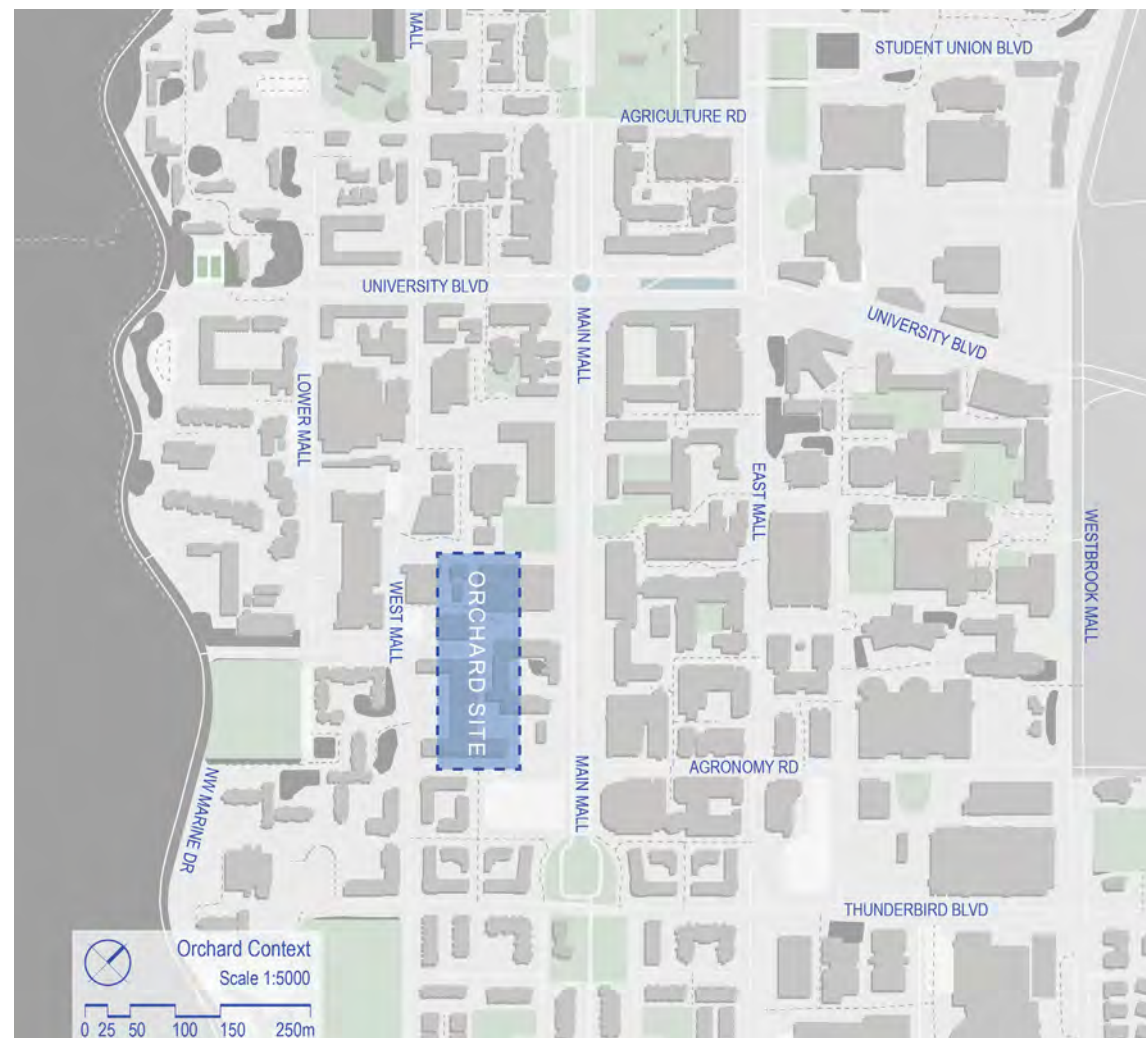 MALL
STUDENT UNION BLVD
AGRICULTURE RD
UNIVERSITY BLVD
MAIN MALL
UNIVERSITY BLVD
LOWER MALL
EAST MALL
WESTBROOK MALL
ORCHARD SITE
WEST MALL
MAIN MALL
AGRONOMY RD
NW MARINE DR
THUNDERBIRD BLVD
Orchard Context
Scale 1:5000
0 25 50 100 150 250m